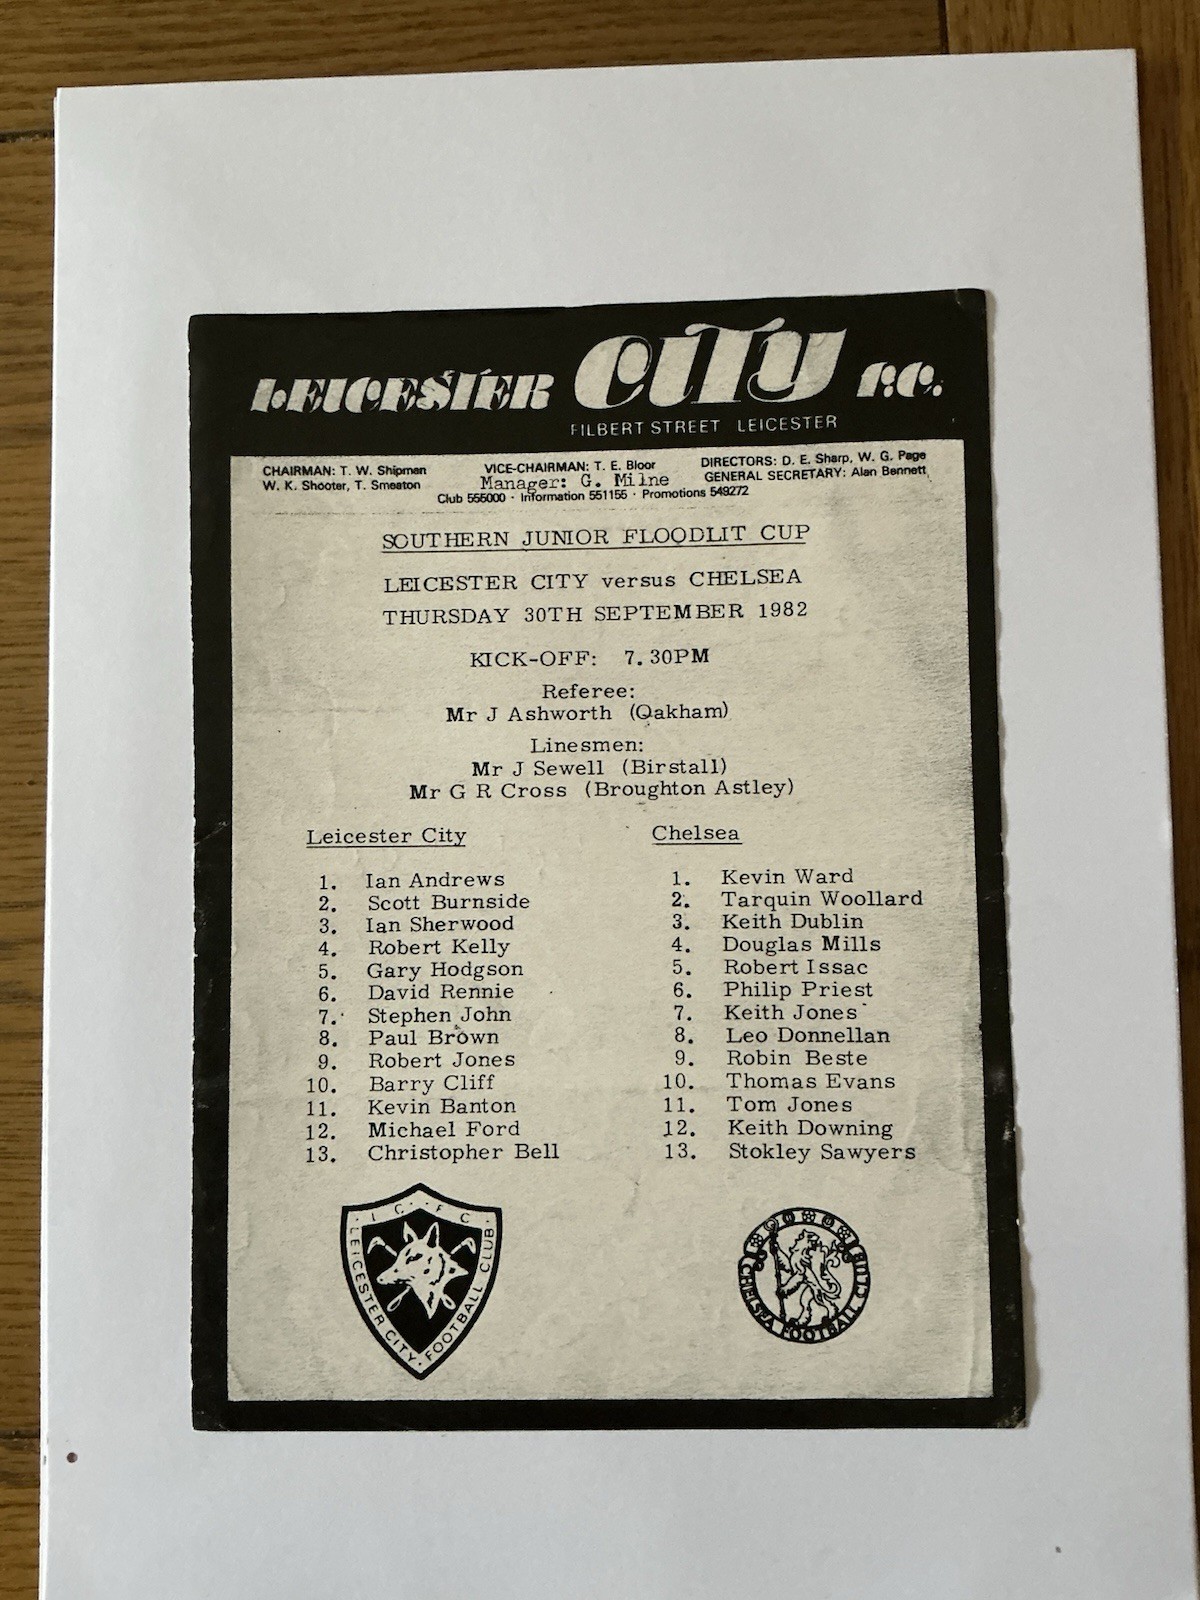 LEICESTER CITY F.C.
FILBERT STREET LEICESTER
CHAIRMAN: T. W. Shipman
W. K. Shooter, T. Smeaton
VICE-CHAIRMAN: T. E. Bloor
Manager: G. Milne
DIRECTORS: D. E. Sharp, W. G. Page
GENERAL SECRETARY: Alan Bennett
Club 555000 · Information 551155 · Promotions 549272
SOUTHERN JUNIOR FLOODLIT CUP
LEICESTER CITY versus CHELSEA
THURSDAY 30TH SEPTEMBER 1982
KICK-OFF: 7.30PM
Referee:
Mr J Ashworth (Oakham)
Linesmen:
Mr J Sewell (Birstall)
Mr G R Cross (Broughton Astley)
Leicester City
1. Ian Andrews
2. Scott Burnside
3. Ian Sherwood
4. Robert Kelly
5. Gary Hodgson
6. David Rennie
7. Stephen John
8. Paul Brown
9. Robert Jones
10. Barry Cliff
11. Kevin Banton
12. Michael Ford
13. Christopher Bell
Chelsea
1. Kevin Ward
2. Tarquin Woollard
3. Keith Dublin
4. Douglas Mills
5. Robert Issac
6. Philip Priest
7. Keith Jones
8. Leo Donnellan
9. Robin Beste
10. Thomas Evans
11. Tom Jones
12. Keith Downing
13. Stokley Sawyers
L·C·F·C
LEICESTER CITY · FOOTBALL CLUB
CHELSEA FOOTBALL CLUB